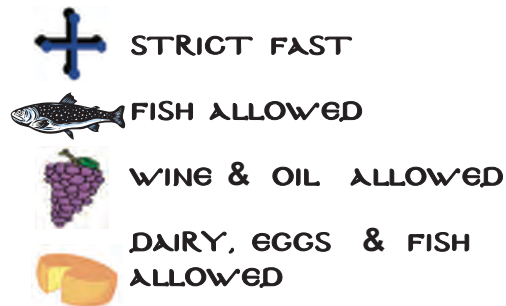 STRICT FAST
FISH ALLOWED
WINE & OIL ALLOWED
DAIRY, EGGS & FISH
ALLOWED